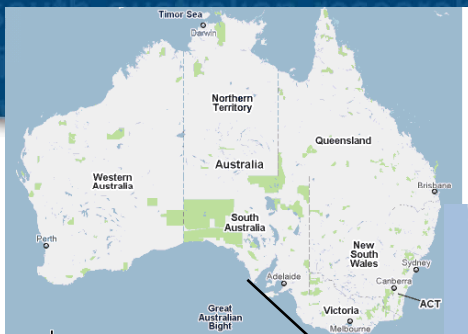 Timor Sea
Darwin
Northern
Territory
Queensland
Australia
Western
Australia
Brisbane
South
Australia
Perth
New
South
Wales
Sydney
Adelaide
Canberra
ACT
Great
Australian
Bight
Victoria
Melbourne